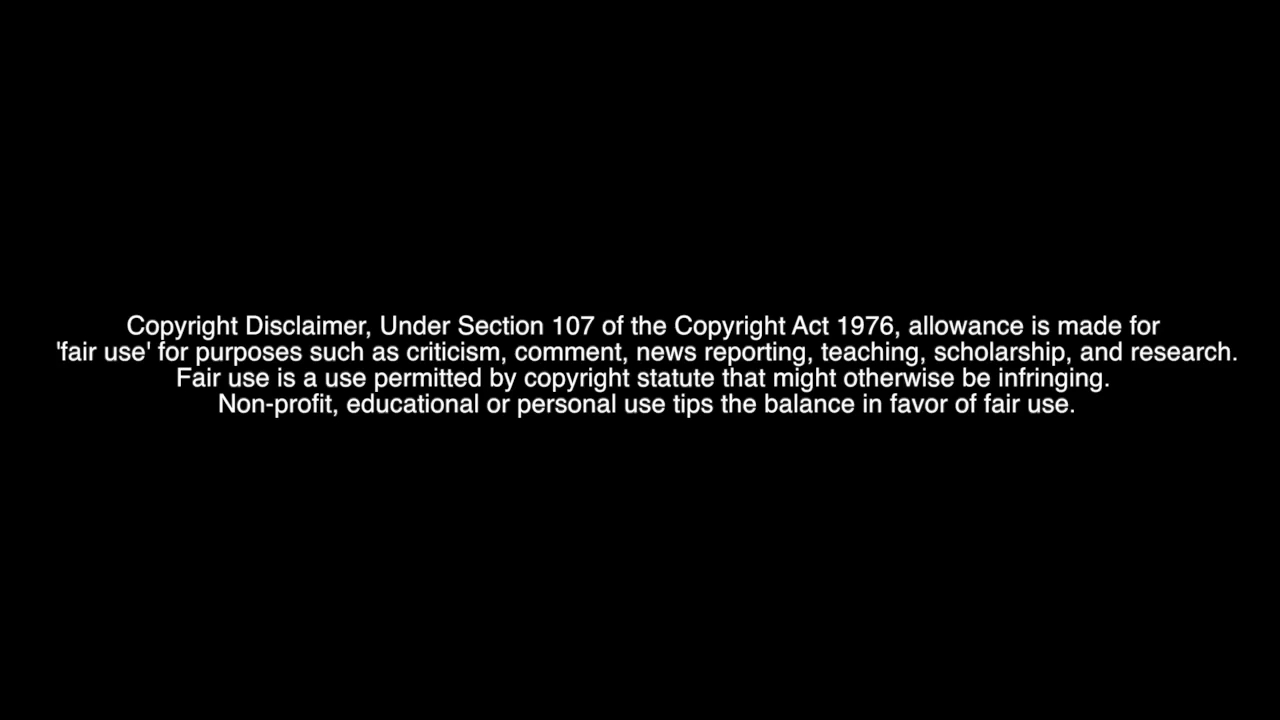 Copyright Disclaimer, Under Section 107 of the Copyright Act 1976, allowance is made for
'fair use' for purposes such as criticism, comment, news reporting, teaching, scholarship, and research.
Fair use is a use permitted by copyright statute that might otherwise be infringing.
Non-profit, educational or personal use tips the balance in favor of fair use.